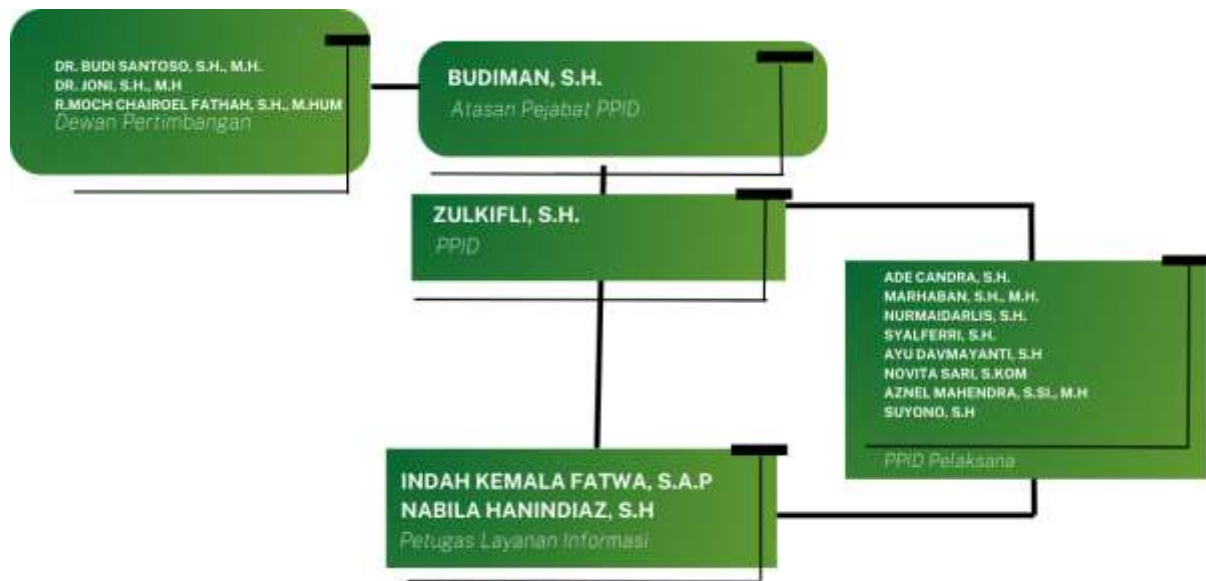 DR. BUDI SANTOSO, S.H., M.H.
DR. JONI, S.H., M.H
R.MOCH CHAIROEL FATHAH, S.H., M.HUM
Dewan Pertimbangan
BUDIMAN, S.H.
Atasan Pejabat PPID
ZULKIFLI, S.H.
PPID
ADE CANDRA, S.H.
MARHABAN, S.H., M.H.
NURMAIDARLIS, S.H.
SYALFERRI, S.H.
AYU DAVMAYANTI, S.H
NOVITA SARI, S.KOM
AZNEL MAHENDRA, S.SI., M.H
SUYONO, S.H
PPID Pelaksana
INDAH KEMALA FATWA, S.A.P
NABILA HANINDIAZ, S.H
Petugas Layanan Informasi